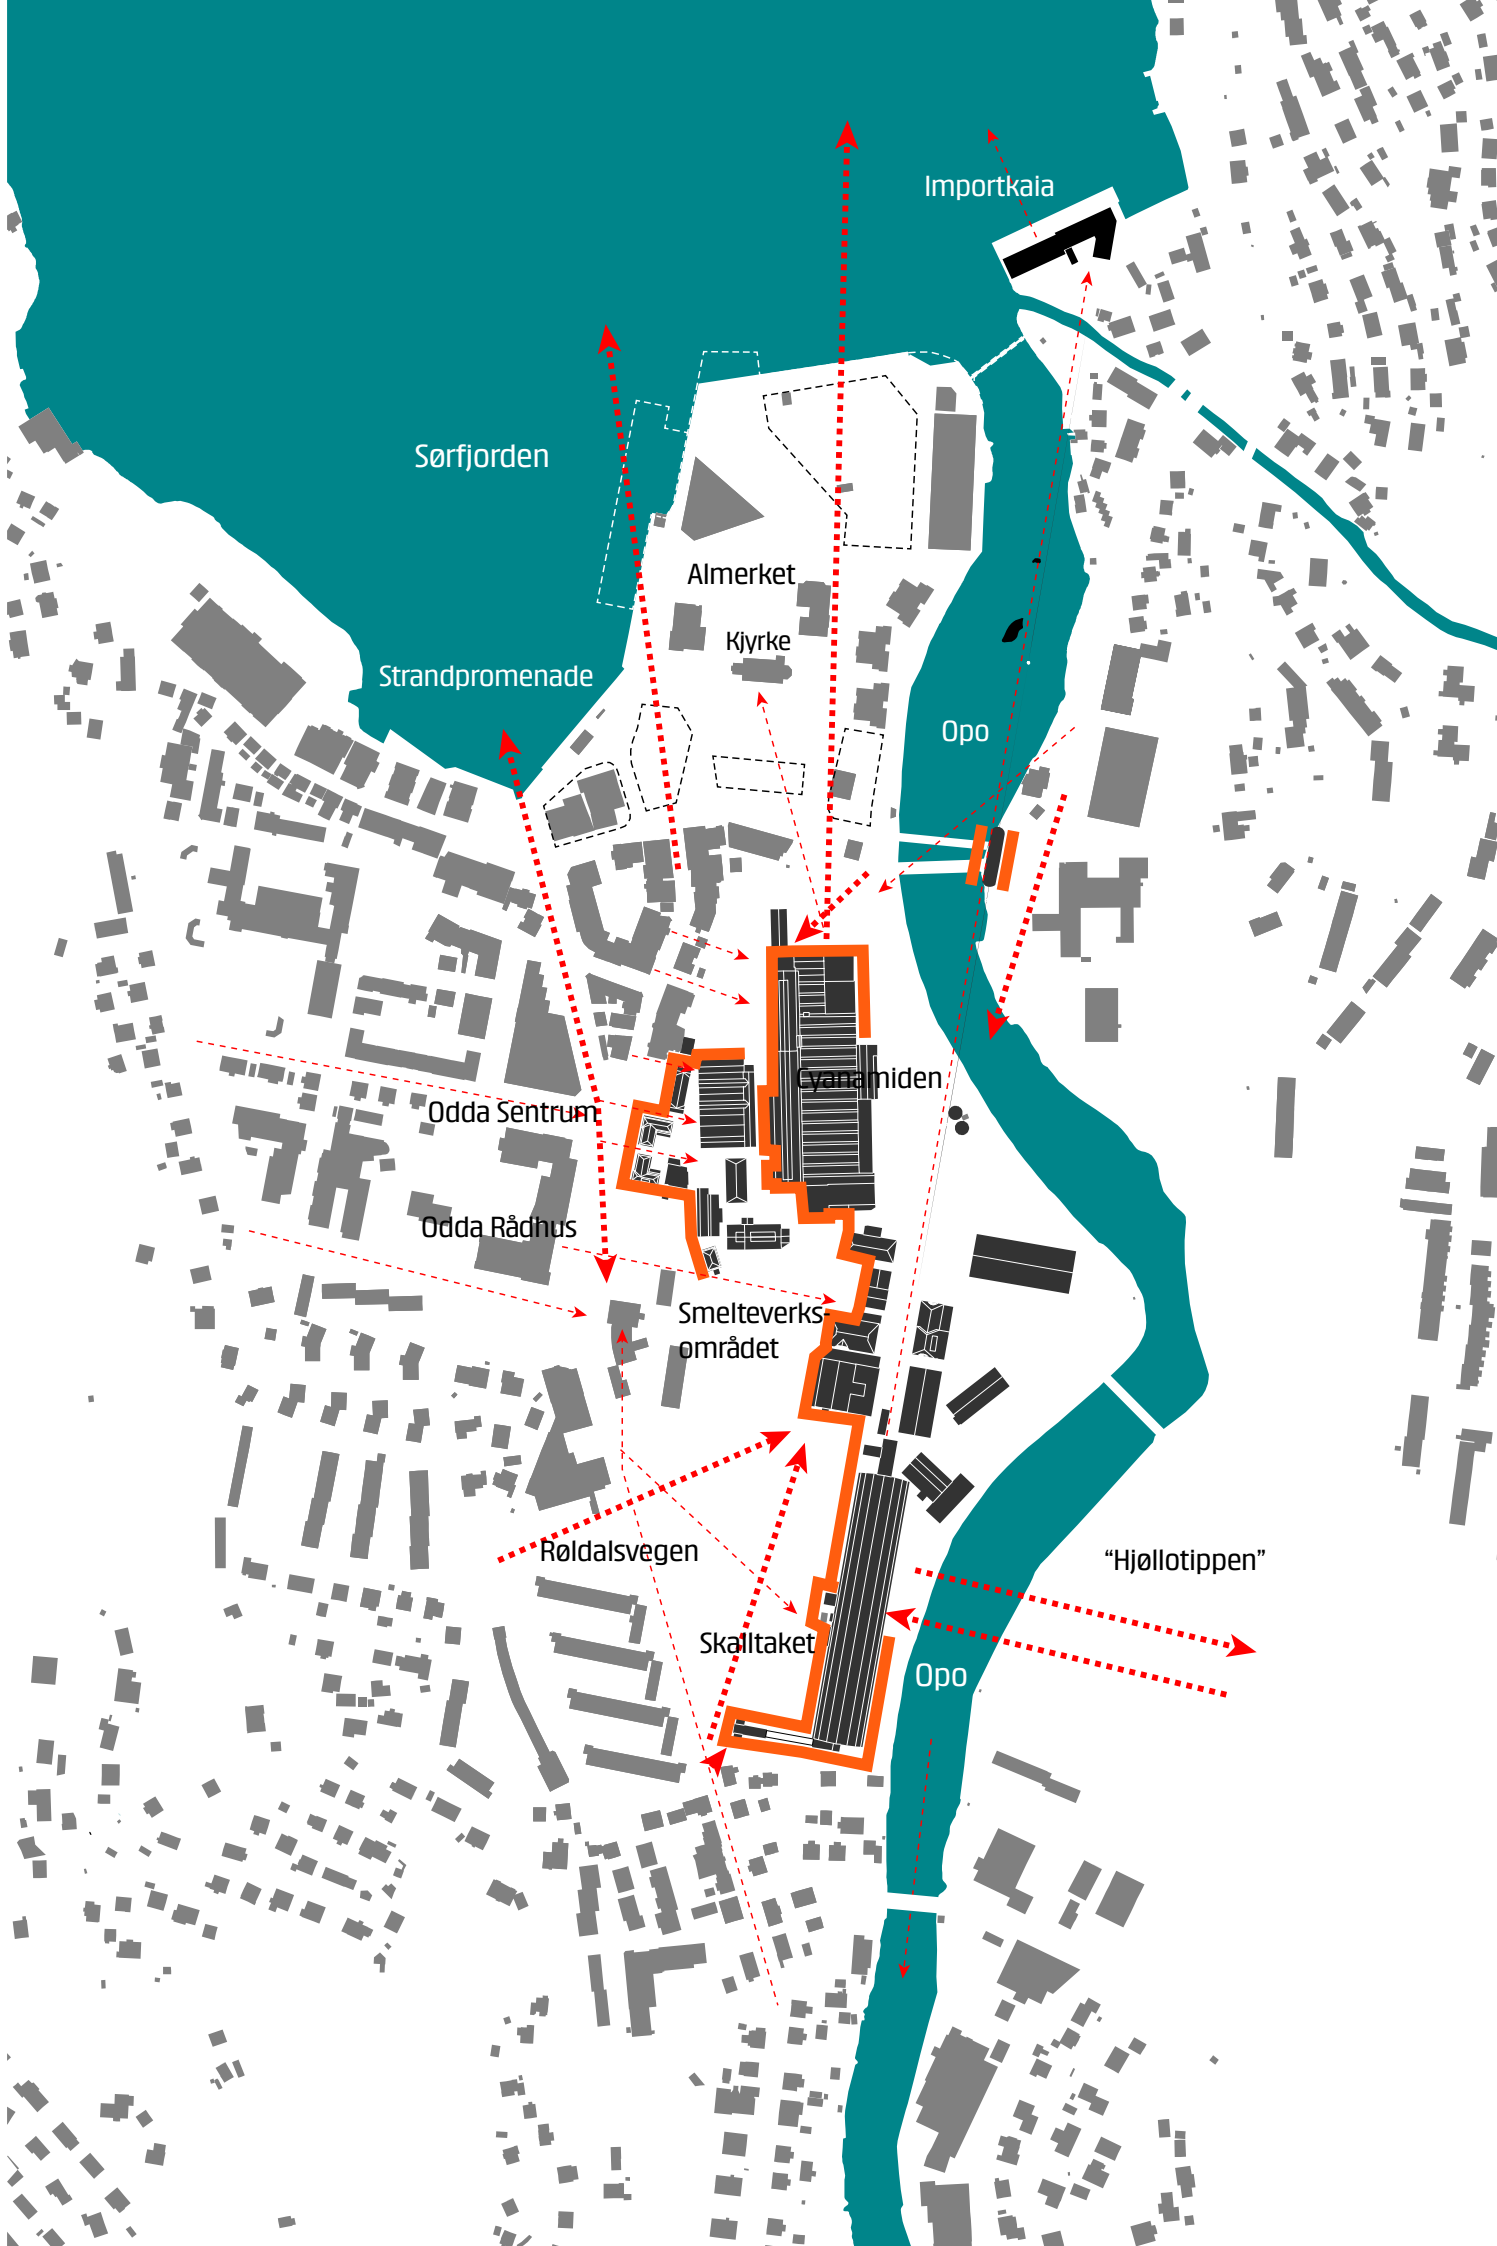 Importkaia
Sørfjorden
Almerket
Kjyrke
Strandpromenade
Opo
Cyanamiden
Odda Sentrum
Odda Rådhus
Smelteverks-
området
Røldalsvegen
“Hjøllotippen”
Skalltaket
Opo